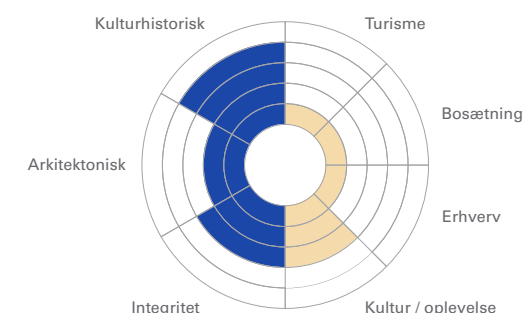 Kulturhistorisk
Turisme
Bosætning
Arkitektonisk
Erhverv
Integritet
Kultur / oplevelse